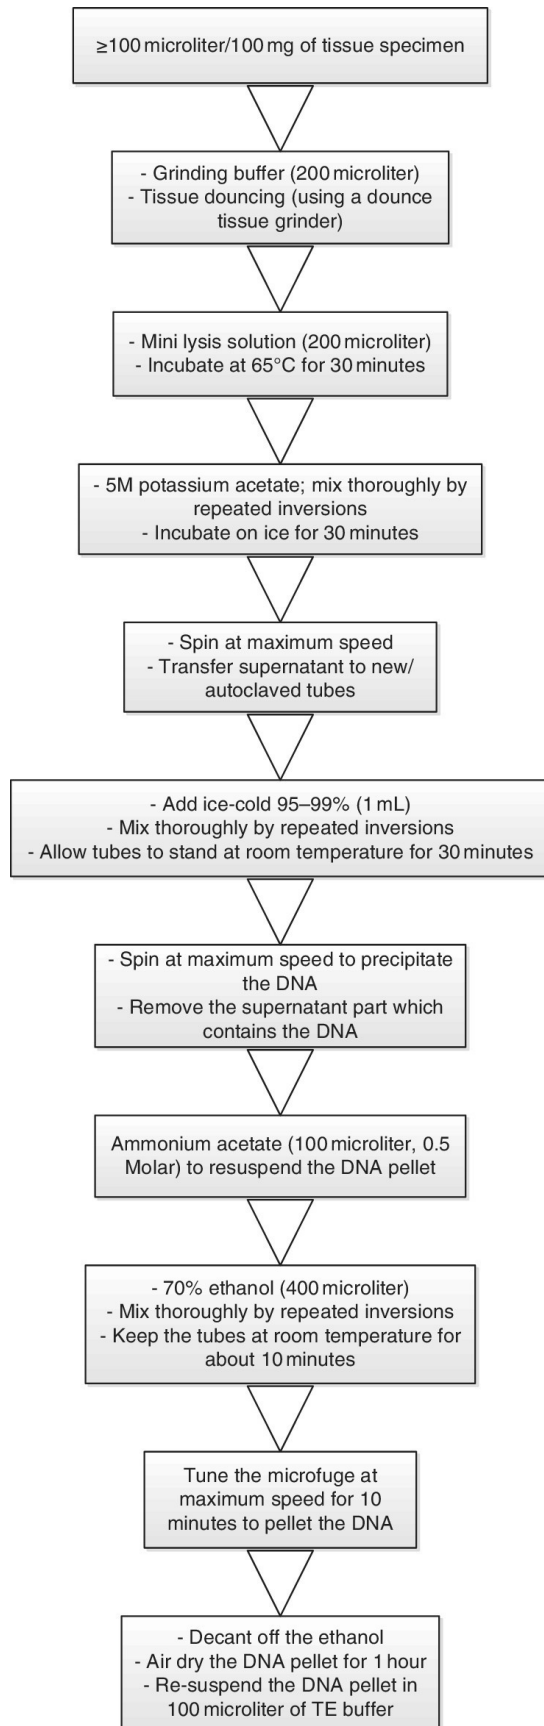 ≥100 microliter/100 mg of tissue specimen
- Grinding buffer (200 microliter)
- Tissue douncing (using a dounce
tissue grinder)
- Mini lysis solution (200 microliter)
- Incubate at 65°C for 30 minutes
- 5M potassium acetate; mix thoroughly by
repeated inversions
- Incubate on ice for 30 minutes
- Spin at maximum speed
- Transfer supernatant to new/
autoclaved tubes
- Add ice-cold 95–99% (1 mL)
- Mix thoroughly by repeated inversions
- Allow tubes to stand at room temperature for 30 minutes
- Spin at maximum speed to precipitate
the DNA
- Remove the supernatant part which
contains the DNA
Ammonium acetate (100 microliter, 0.5
Molar) to resuspend the DNA pellet
- 70% ethanol (400 microliter)
- Mix thoroughly by repeated inversions
- Keep the tubes at room temperature for
about 10 minutes
Tune the microfuge at
maximum speed for 10
minutes to pellet the DNA
- Decant off the ethanol
- Air dry the DNA pellet for 1 hour
- Re-suspend the DNA pellet in
100 microliter of TE buffer